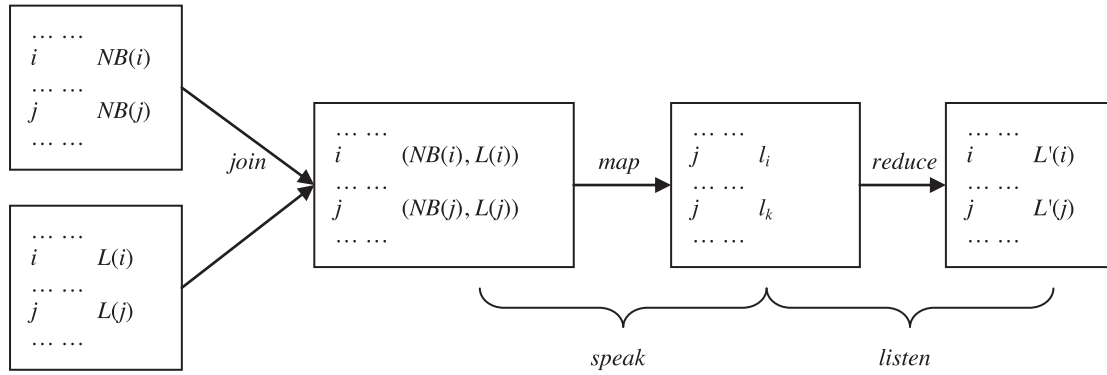 … …
i NB(i)
… …
j NB(j)
… …
… …
i L(i)
… …
j L(j)
… …
join
… …
i (NB(i), L(i))
… …
j (NB(j), L(j))
… …
map
… …
j l_i
… …
j l_k
… …
reduce
… …
i L'(i)
… …
j L'(j)
… …
speak
listen